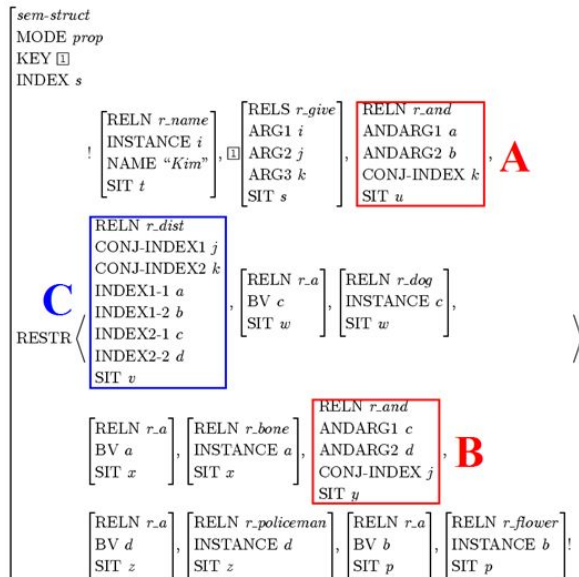 sem-struct
MODE prop
KEY 1
INDEX s
! [RELN r_name INSTANCE i NAME “Kim” SIT t], 1 [RELS r_give ARG1 i ARG2 j ARG3 k SIT s], [RELN r_and ANDARG1 a ANDARG2 b CONJ-INDEX k SIT u], A
C [RELN r_dist CONJ-INDEX1 j CONJ-INDEX2 k INDEX1-1 a INDEX1-2 b INDEX2-1 c INDEX2-2 d SIT v], [RELN r_a BV c SIT w], [RELN r_dog INSTANCE c SIT w],
RESTR ⟨ ⟩
[RELN r_a BV a SIT x], [RELN r_bone INSTANCE a SIT x], [RELN r_and ANDARG1 c ANDARG2 d CONJ-INDEX j SIT y], B
[RELN r_a BV d SIT z], [RELN r_policeman INSTANCE d SIT z], [RELN r_a BV b SIT p], [RELN r_flower INSTANCE b SIT p] !